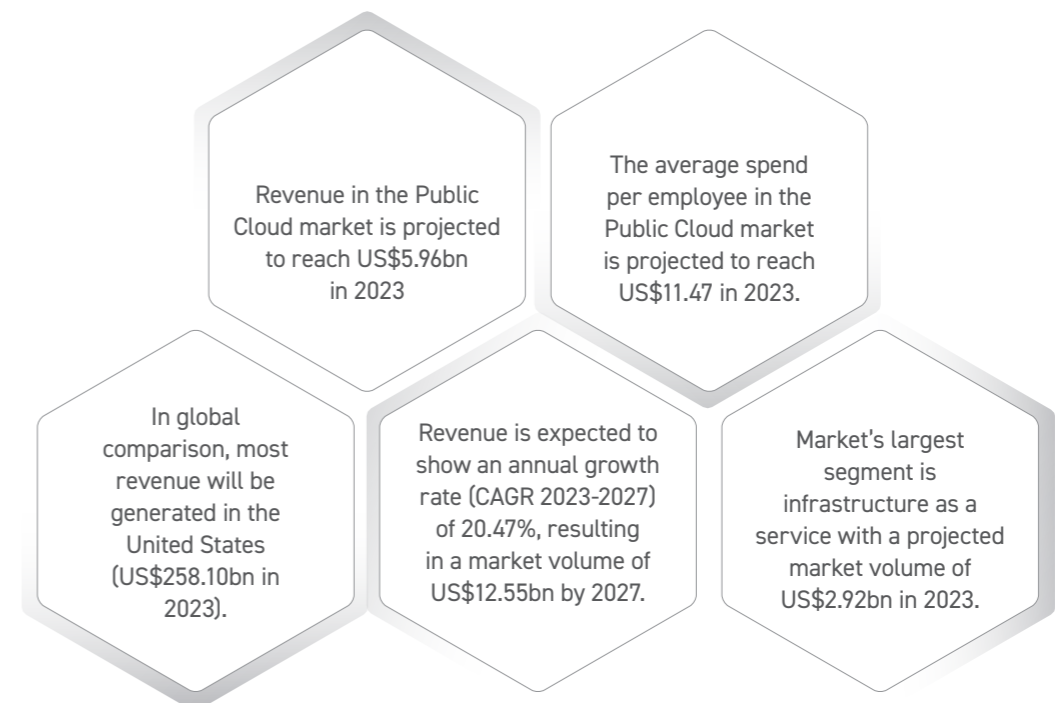 Revenue in the Public
Cloud market is projected
to reach US$5.96bn
in 2023
The average spend
per employee in the
Public Cloud market
is projected to reach
US$11.47 in 2023.
In global
comparison, most
revenue will be
generated in the
United States
(US$258.10bn in
2023).
Revenue is expected to
show an annual growth
rate (CAGR 2023-2027)
of 20.47%, resulting
in a market volume of
US$12.55bn by 2027.
Market’s largest
segment is
infrastructure as a
service with a projected
market volume of
US$2.92bn in 2023.